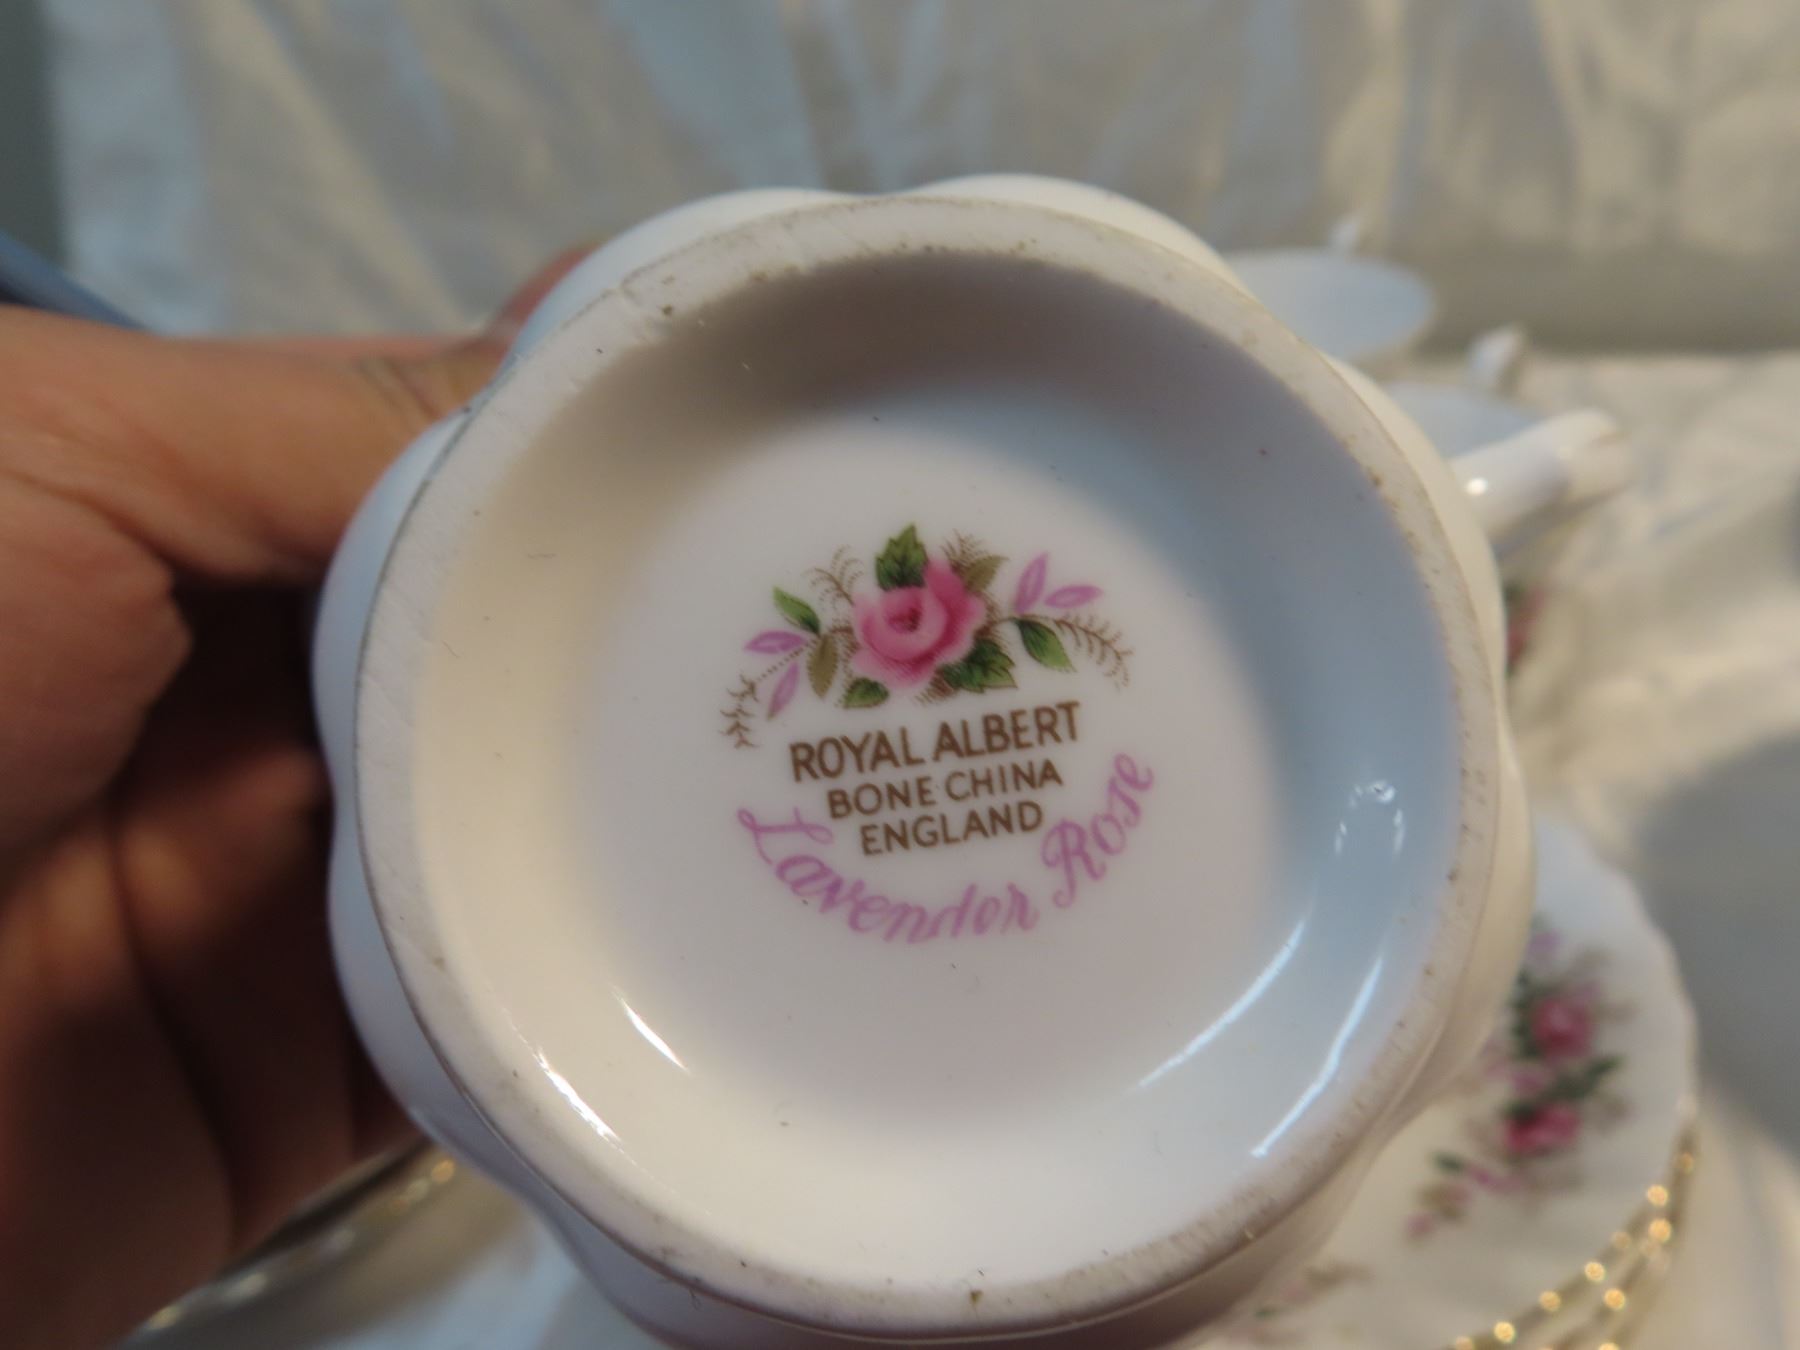 ROYAL ALBERT
BONE CHINA
ENGLAND
Lavender Rose